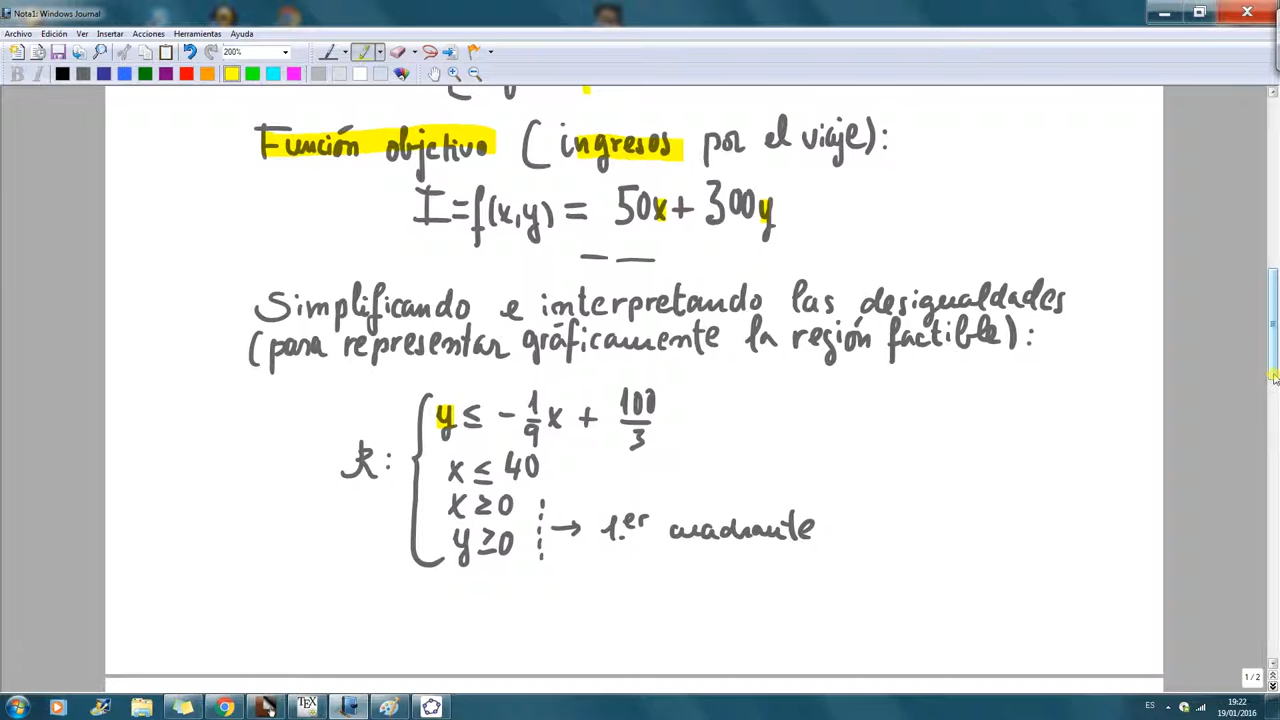 Nota1: Windows Journal
Archivo Edición Ver Insertar Acciones Herramientas Ayuda
200%
Función objetivo (ingresos por el viaje):
I=f(x,y) = 50x + 300y
Simplificando e interpretando las desigualdades
(para representar gráficamente la región factible):
y ≤ -1/9 x + 100/3
R:
x ≤ 40
x ≥ 0
y ≥ 0
→ 1.er cuadrante
1 / 2
ES
19:22
19/01/2016